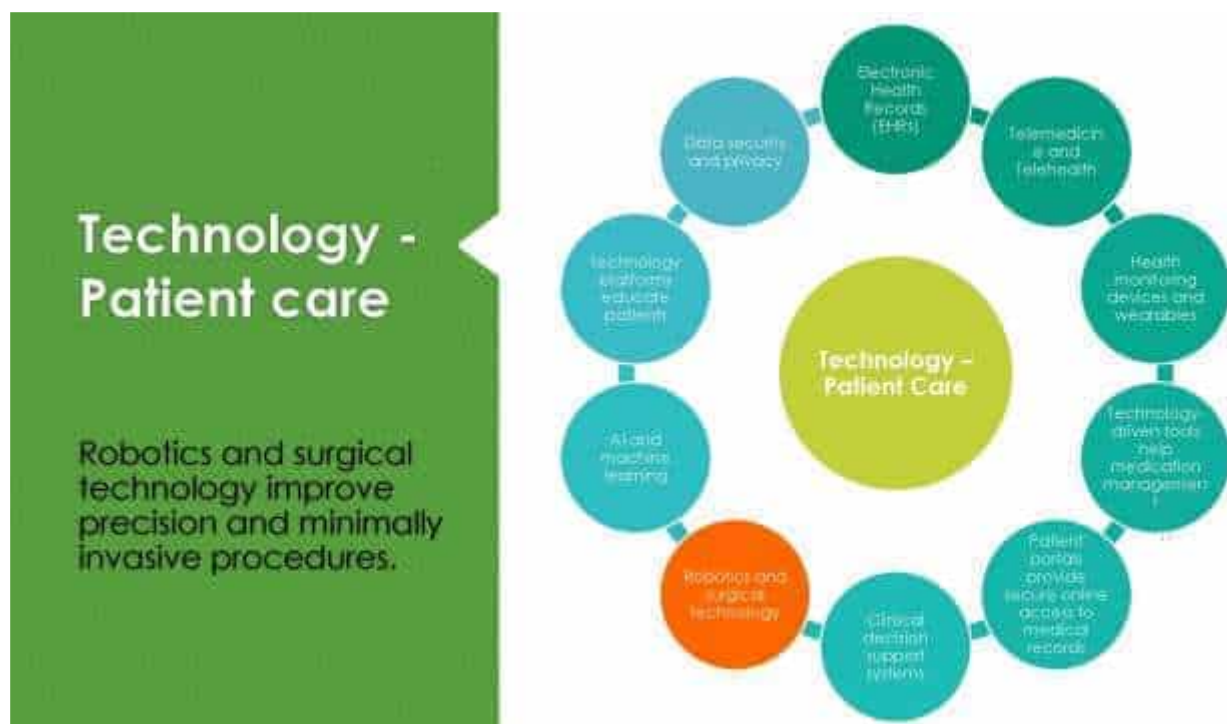 Technology -
Patient care
Robotics and surgical
technology improve
precision and minimally
invasive procedures.
Electronic
Health
Records
(EHRs)
Telemedicin
e and
Telehealth
Health
monitoring
devices and
wearables
Technology-
driven tools
help
medication
managemen
t
Patient
portals
provide
secure online
access to
medical
records
Clinical
decision
support
systems
Robotics and
surgical
technology
AI and
machine
learning
Technology
platforms
educate
patients
Data security
and privacy
Technology –
Patient Care